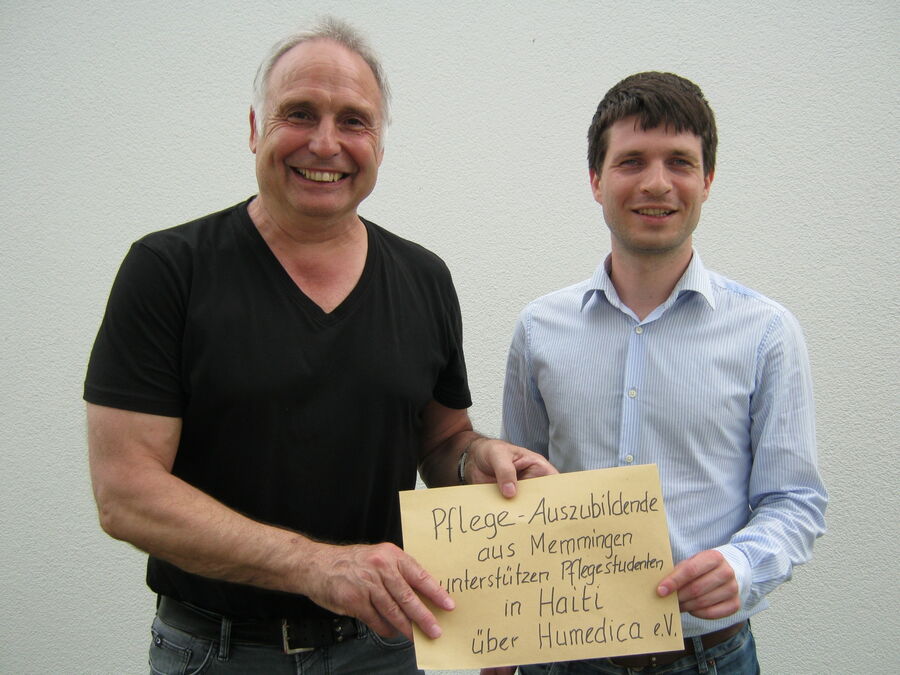 Pflege-Auszubildende
aus Memmingen
unterstützen Pflegestudenten
in Haiti
über Humedica e.V.